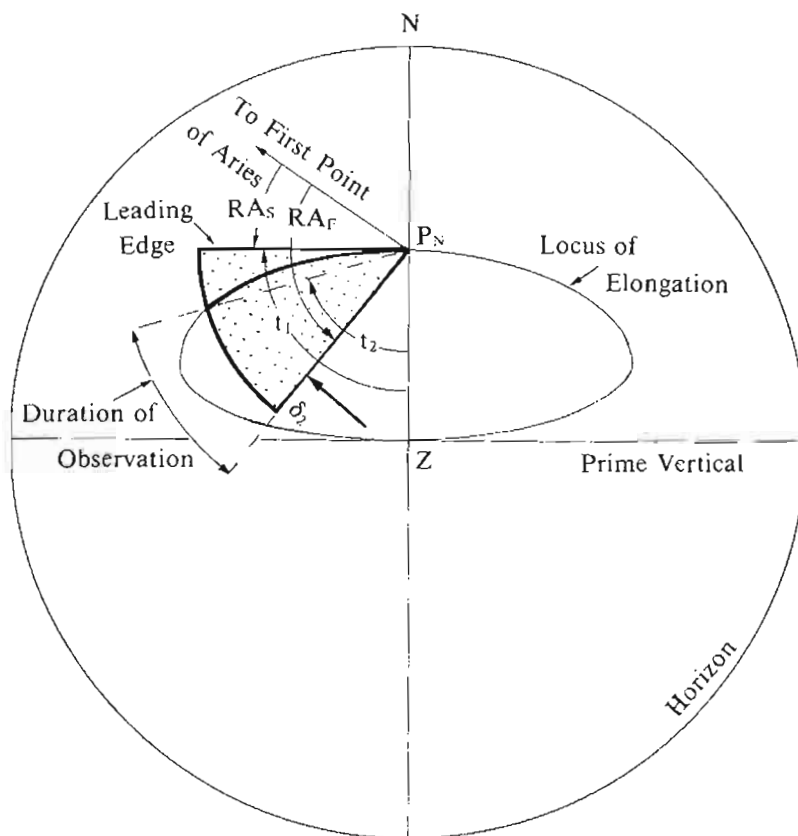 N
To First Point
of Aries
Leading
Edge
RAs
RAF
PN
Locus of
Elongation
t1
t2
Duration of
Observation
δ2
Z
Prime Vertical
Horizon